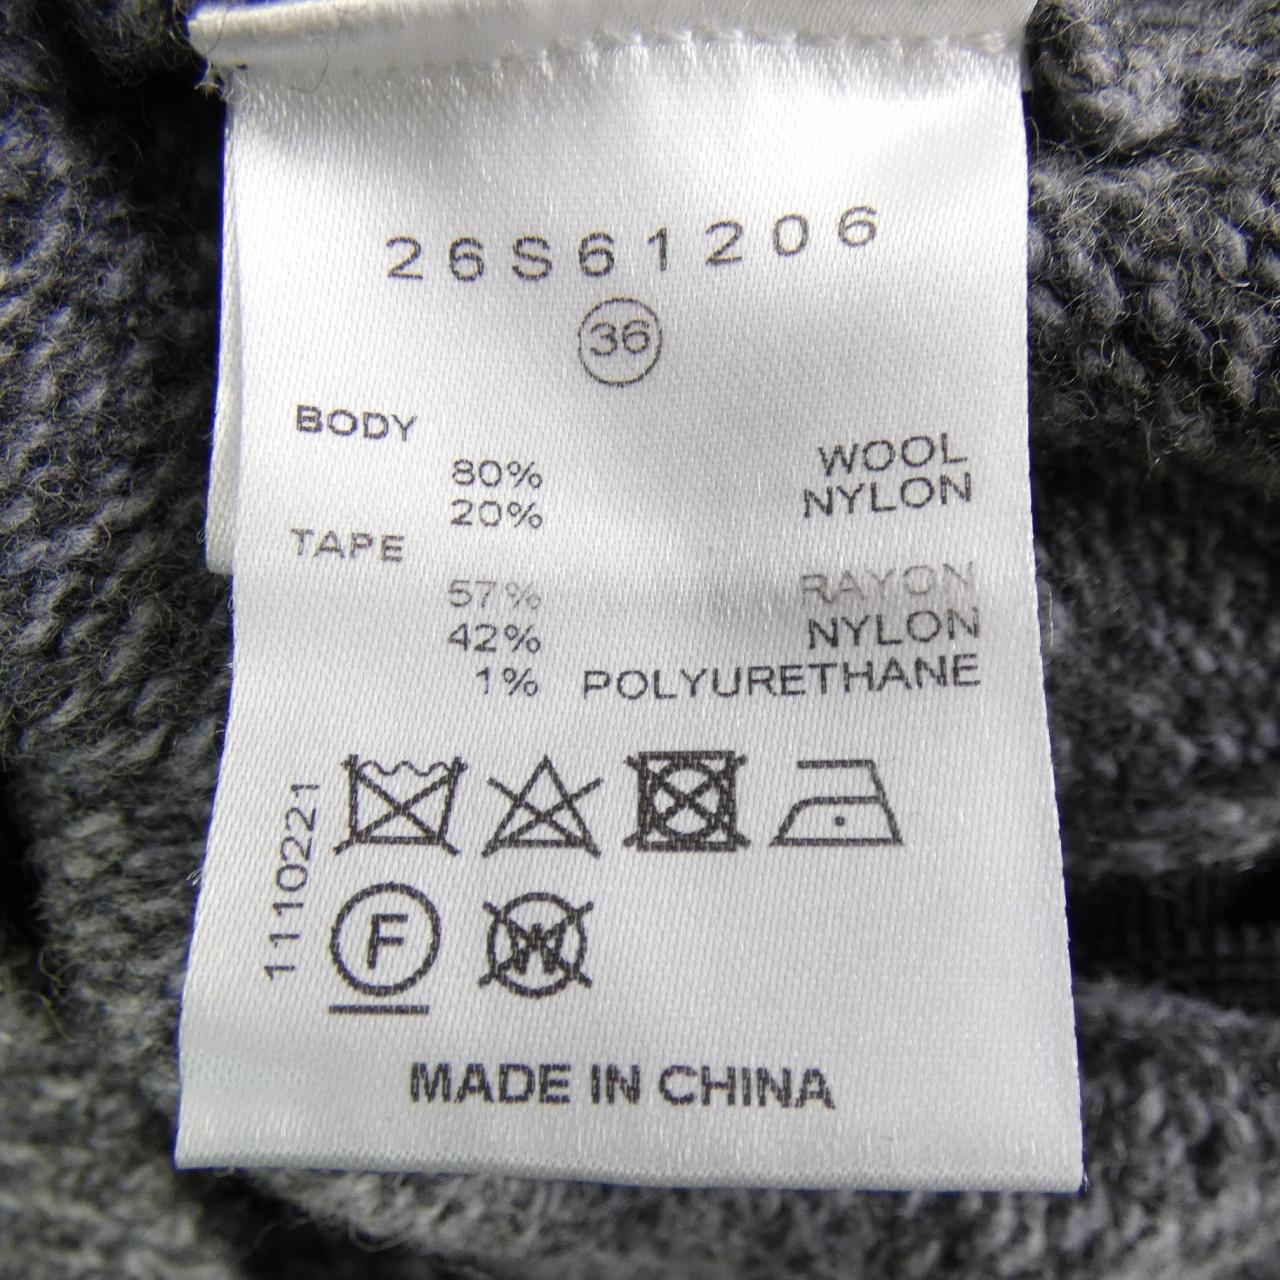 26S61206
36
BODY
80% WOOL
20% NYLON
TAPE
57% RAYON
42% NYLON
1% POLYURETHANE
1110221
F W
MADE IN CHINA